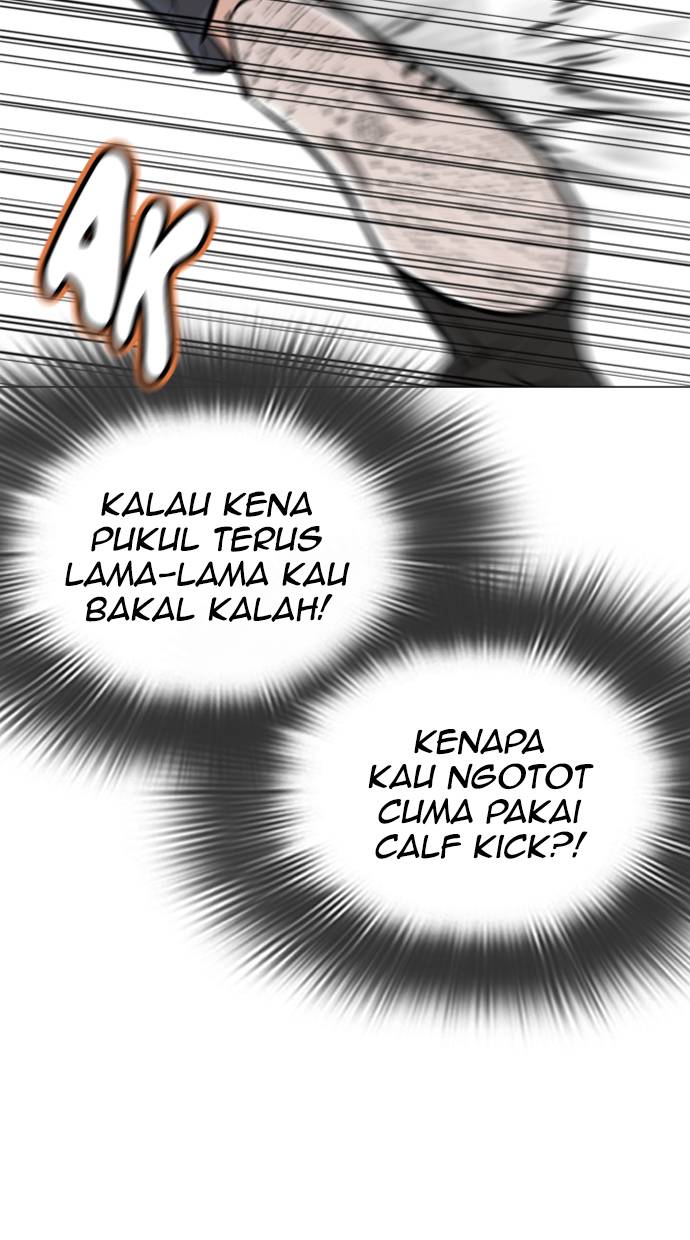 AK
KALAU KENA
PUKUL TERUS
LAMA-LAMA KAU
BAKAL KALAH!
KENAPA
KAU NGOTOT
CUMA PAKAI
CALF KICK?!